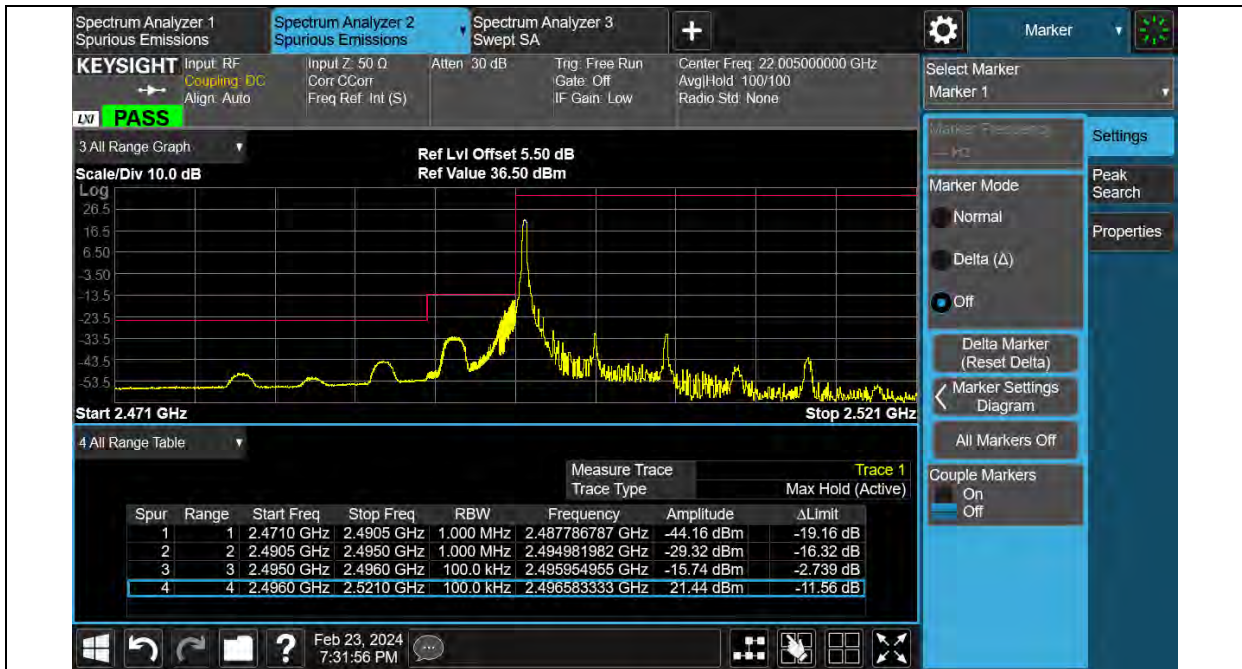 Spectrum Analyzer 1
Spurious Emissions
Spectrum Analyzer 2
Spurious Emissions
Spectrum Analyzer 3
Swept SA
Marker
KEYSIGHT
Input: RF
Coupling: DC
Align: Auto
Input Z: 50 Ω
Corr CCorr
Freq Ref: Int (S)
Atten: 30 dB
Trig: Free Run
Gate: Off
IF Gain: Low
Center Freq: 22.005000000 GHz
Avg|Hold: 100/100
Radio Std: None
LXI PASS
Select Marker
Marker 1
Marker Frequency
--- Hz
Settings
Peak Search
Properties
Marker Mode
Normal
Delta (Δ)
Off
Delta Marker
(Reset Delta)
Marker Settings
Diagram
All Markers Off
Couple Markers
On
Off
3 All Range Graph
Scale/Div 10.0 dB
Ref Lvl Offset 5.50 dB
Ref Value 36.50 dBm
Log
26.5
16.5
6.50
-3.50
-13.5
-23.5
-33.5
-43.5
-53.5
Start 2.471 GHz
Stop 2.521 GHz
4 All Range Table
Measure Trace Trace 1
Trace Type Max Hold (Active)
Spur Range Start Freq Stop Freq RBW Frequency Amplitude ΔLimit
1 1 2.4710 GHz 2.4905 GHz 1.000 MHz 2.487786787 GHz -44.16 dBm -19.16 dB
2 2 2.4905 GHz 2.4950 GHz 1.000 MHz 2.494981982 GHz -29.32 dBm -16.32 dB
3 3 2.4950 GHz 2.4960 GHz 100.0 kHz 2.495954955 GHz -15.74 dBm -2.739 dB
4 4 2.4960 GHz 2.5210 GHz 100.0 kHz 2.496583333 GHz 21.44 dBm -11.56 dB
Feb 23, 2024
7:31:56 PM